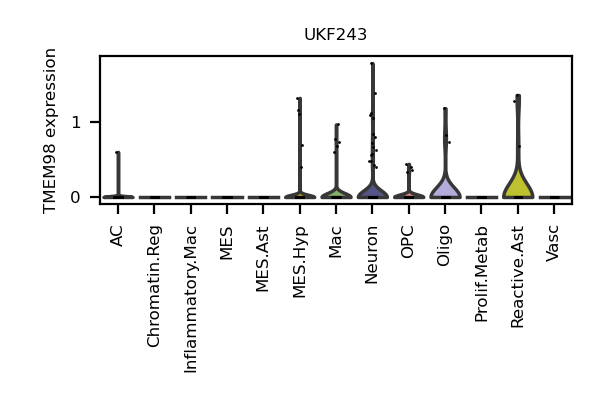 UKF243
TMEM98 expression
1
0
AC
Chromatin.Reg
Inflammatory.Mac
MES
MES.Ast
MES.Hyp
Mac
Neuron
OPC
Oligo
Prolif.Metab
Reactive.Ast
Vasc